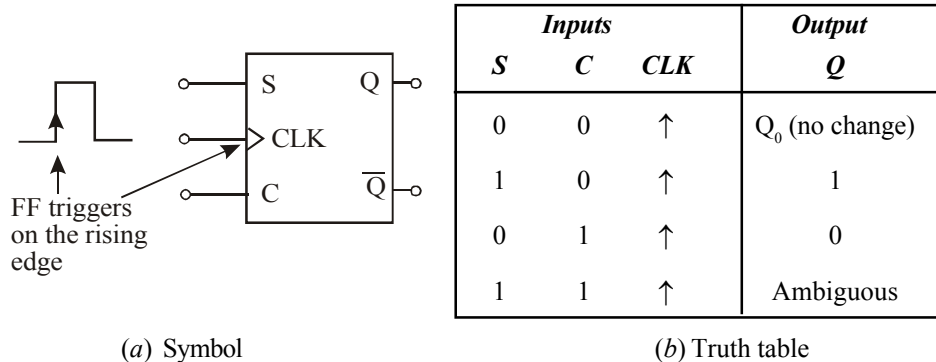 S
Q
CLK
Q̅
C
FF triggers
on the rising
edge
(a) Symbol
Inputs Output
S C CLK Q
0 0 ↑ Q₀ (no change)
1 0 ↑ 1
0 1 ↑ 0
1 1 ↑ Ambiguous
(b) Truth table